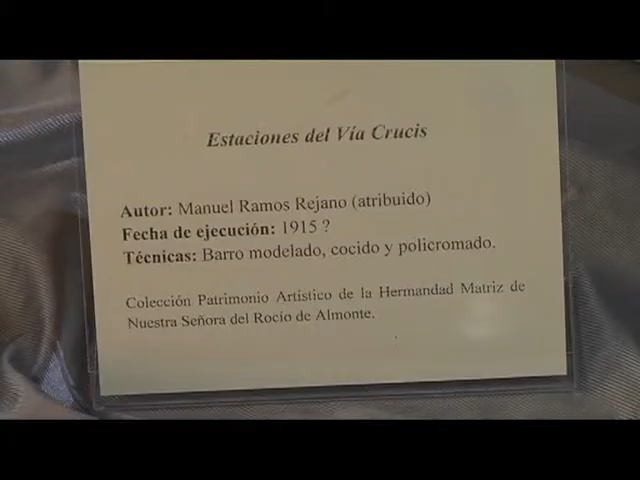 Estaciones del Vía Crucis
Autor: Manuel Ramos Rejano (atribuido)
Fecha de ejecución: 1915 ?
Técnicas: Barro modelado, cocido y policromado.
Colección Patrimonio Artístico de la Hermandad Matriz de
Nuestra Señora del Rocío de Almonte.